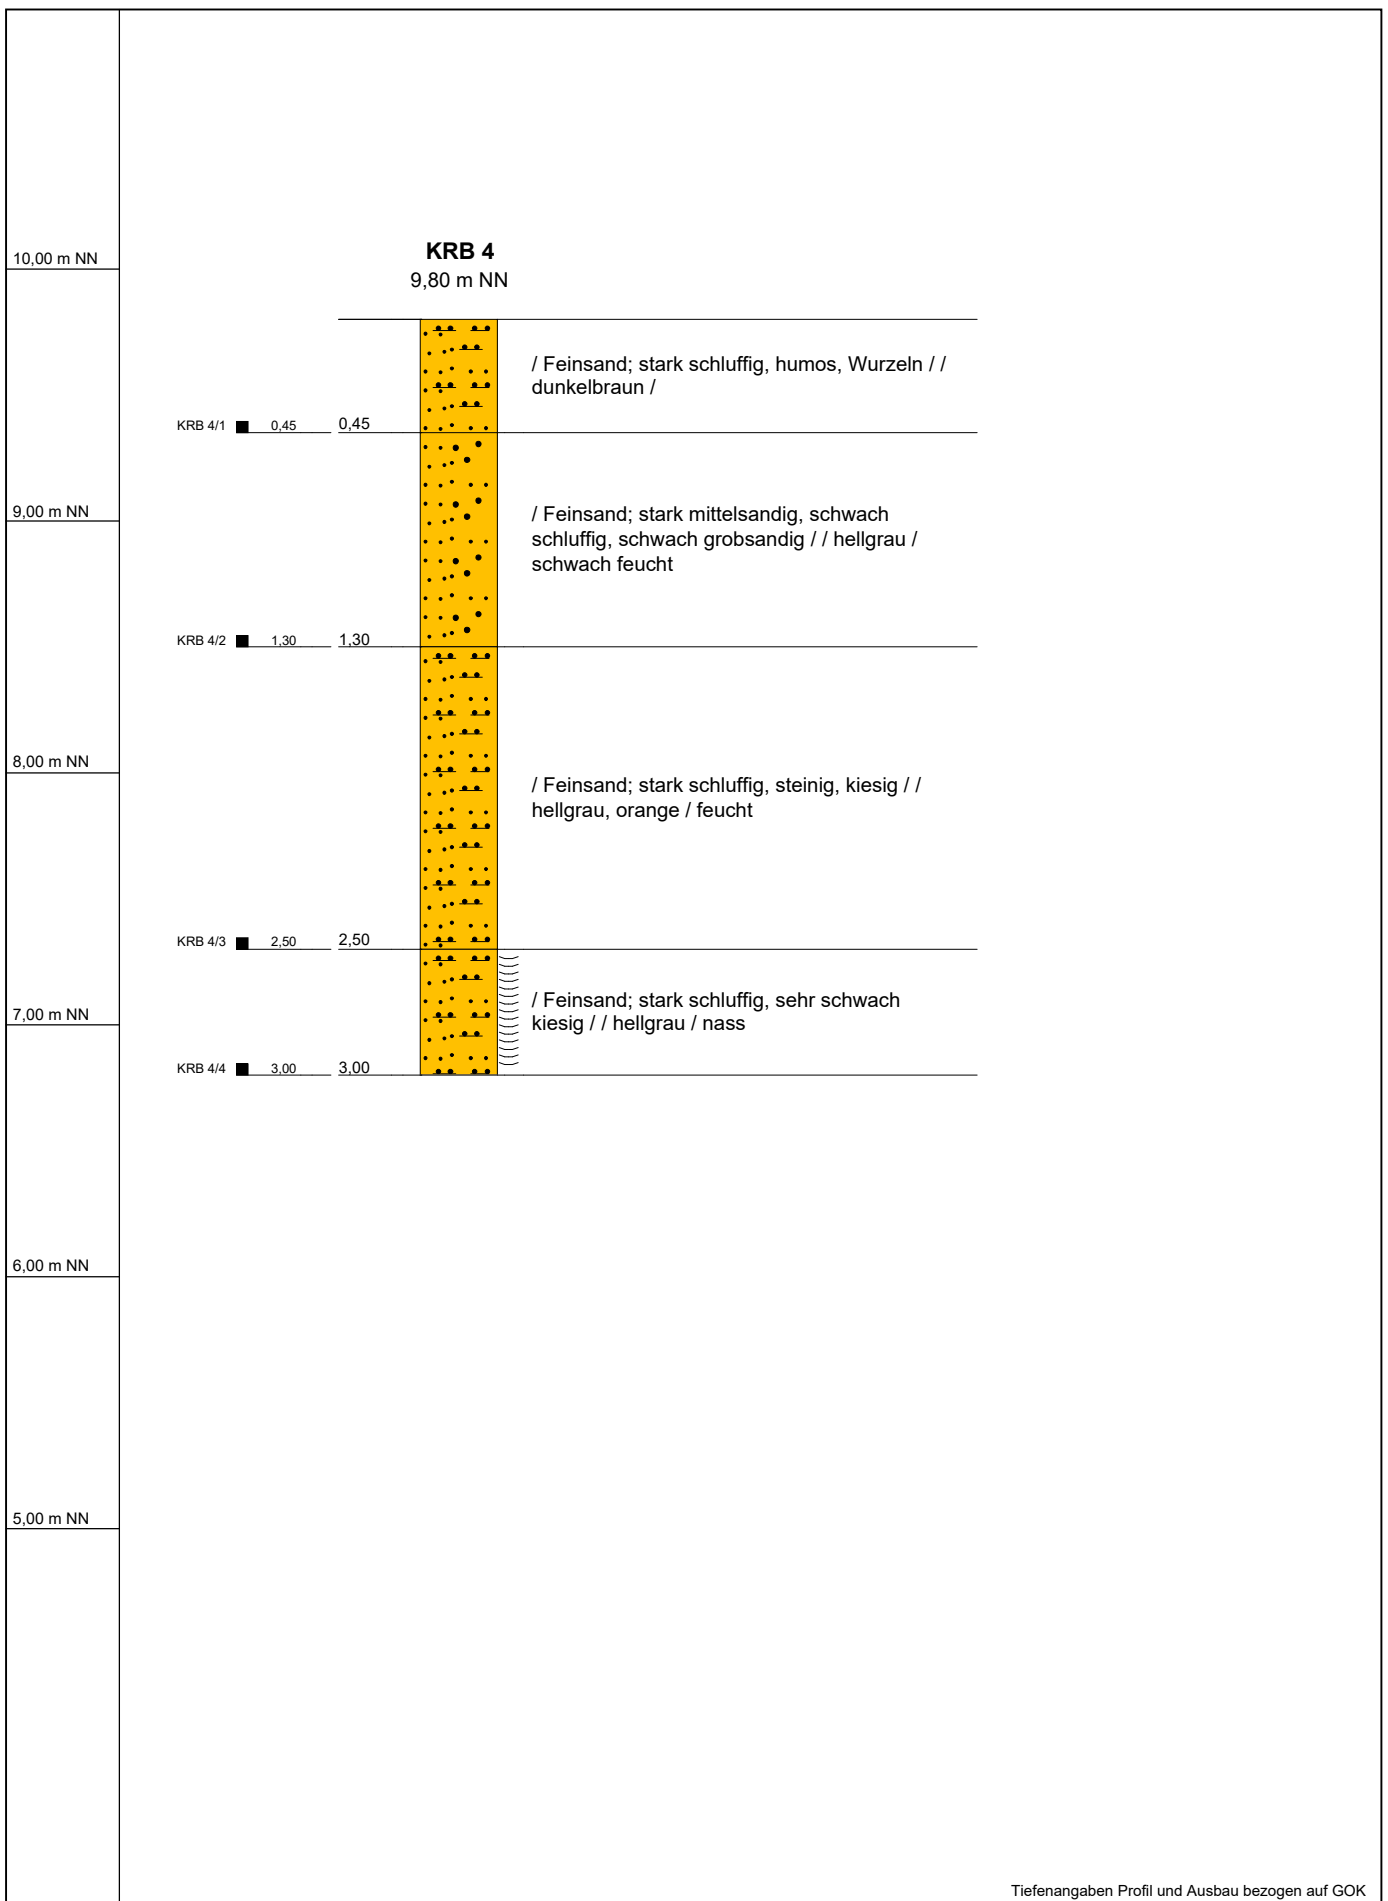 KRB 4
10,00 m NN
9,80 m NN
/ Feinsand; stark schluffig, humos, Wurzeln / /
dunkelbraun /
KRB 4/1 0,45 0,45
9,00 m NN
/ Feinsand; stark mittelsandig, schwach
schluffig, schwach grobsandig / / hellgrau /
schwach feucht
KRB 4/2 1,30 1,30
8,00 m NN
/ Feinsand; stark schluffig, steinig, kiesig / /
hellgrau, orange / feucht
KRB 4/3 2,50 2,50
/ Feinsand; stark schluffig, sehr schwach
kiesig / / hellgrau / nass
7,00 m NN
KRB 4/4 3,00 3,00
6,00 m NN
5,00 m NN
Tiefenangaben Profil und Ausbau bezogen auf GOK